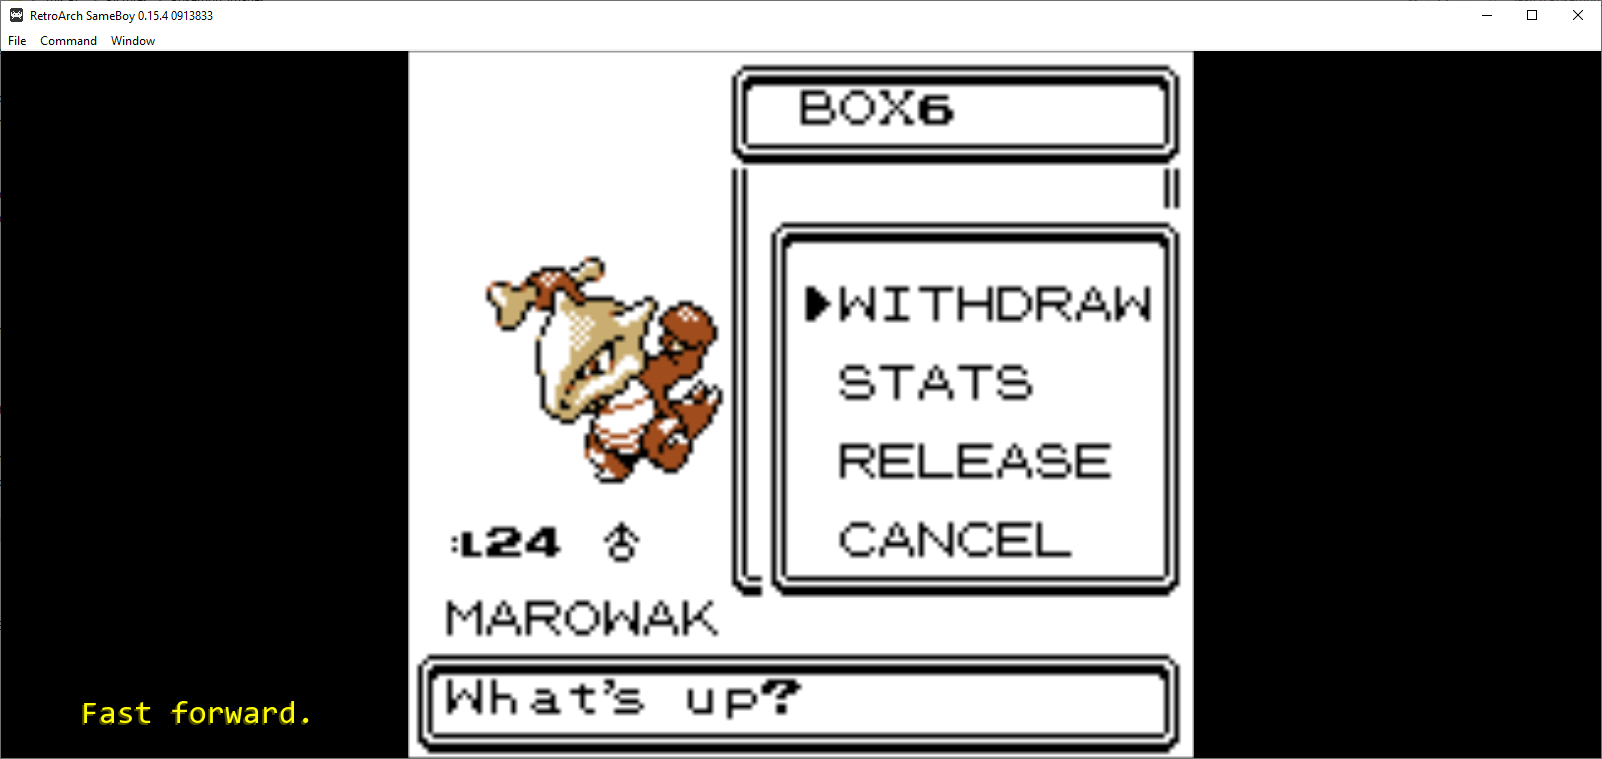 RetroArch SameBoy 0.15.4 0913833
File Command Window
BOX6
▶WITHDRAW
STATS
RELEASE
CANCEL
:L24 ♂
MAROWAK
What's up?
Fast forward.